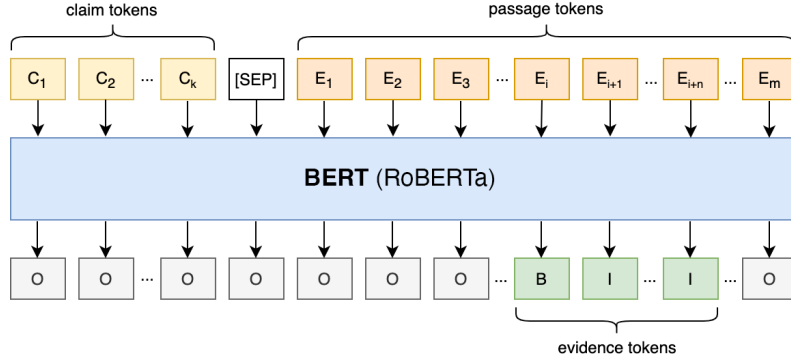 claim tokens passage tokens
C1 C2 ... Ck [SEP] E1 E2 E3 ... Ei Ei+1 ... Ei+n ... Em
BERT (RoBERTa)
O O ... O O O O O ... B I ... I ... O
evidence tokens